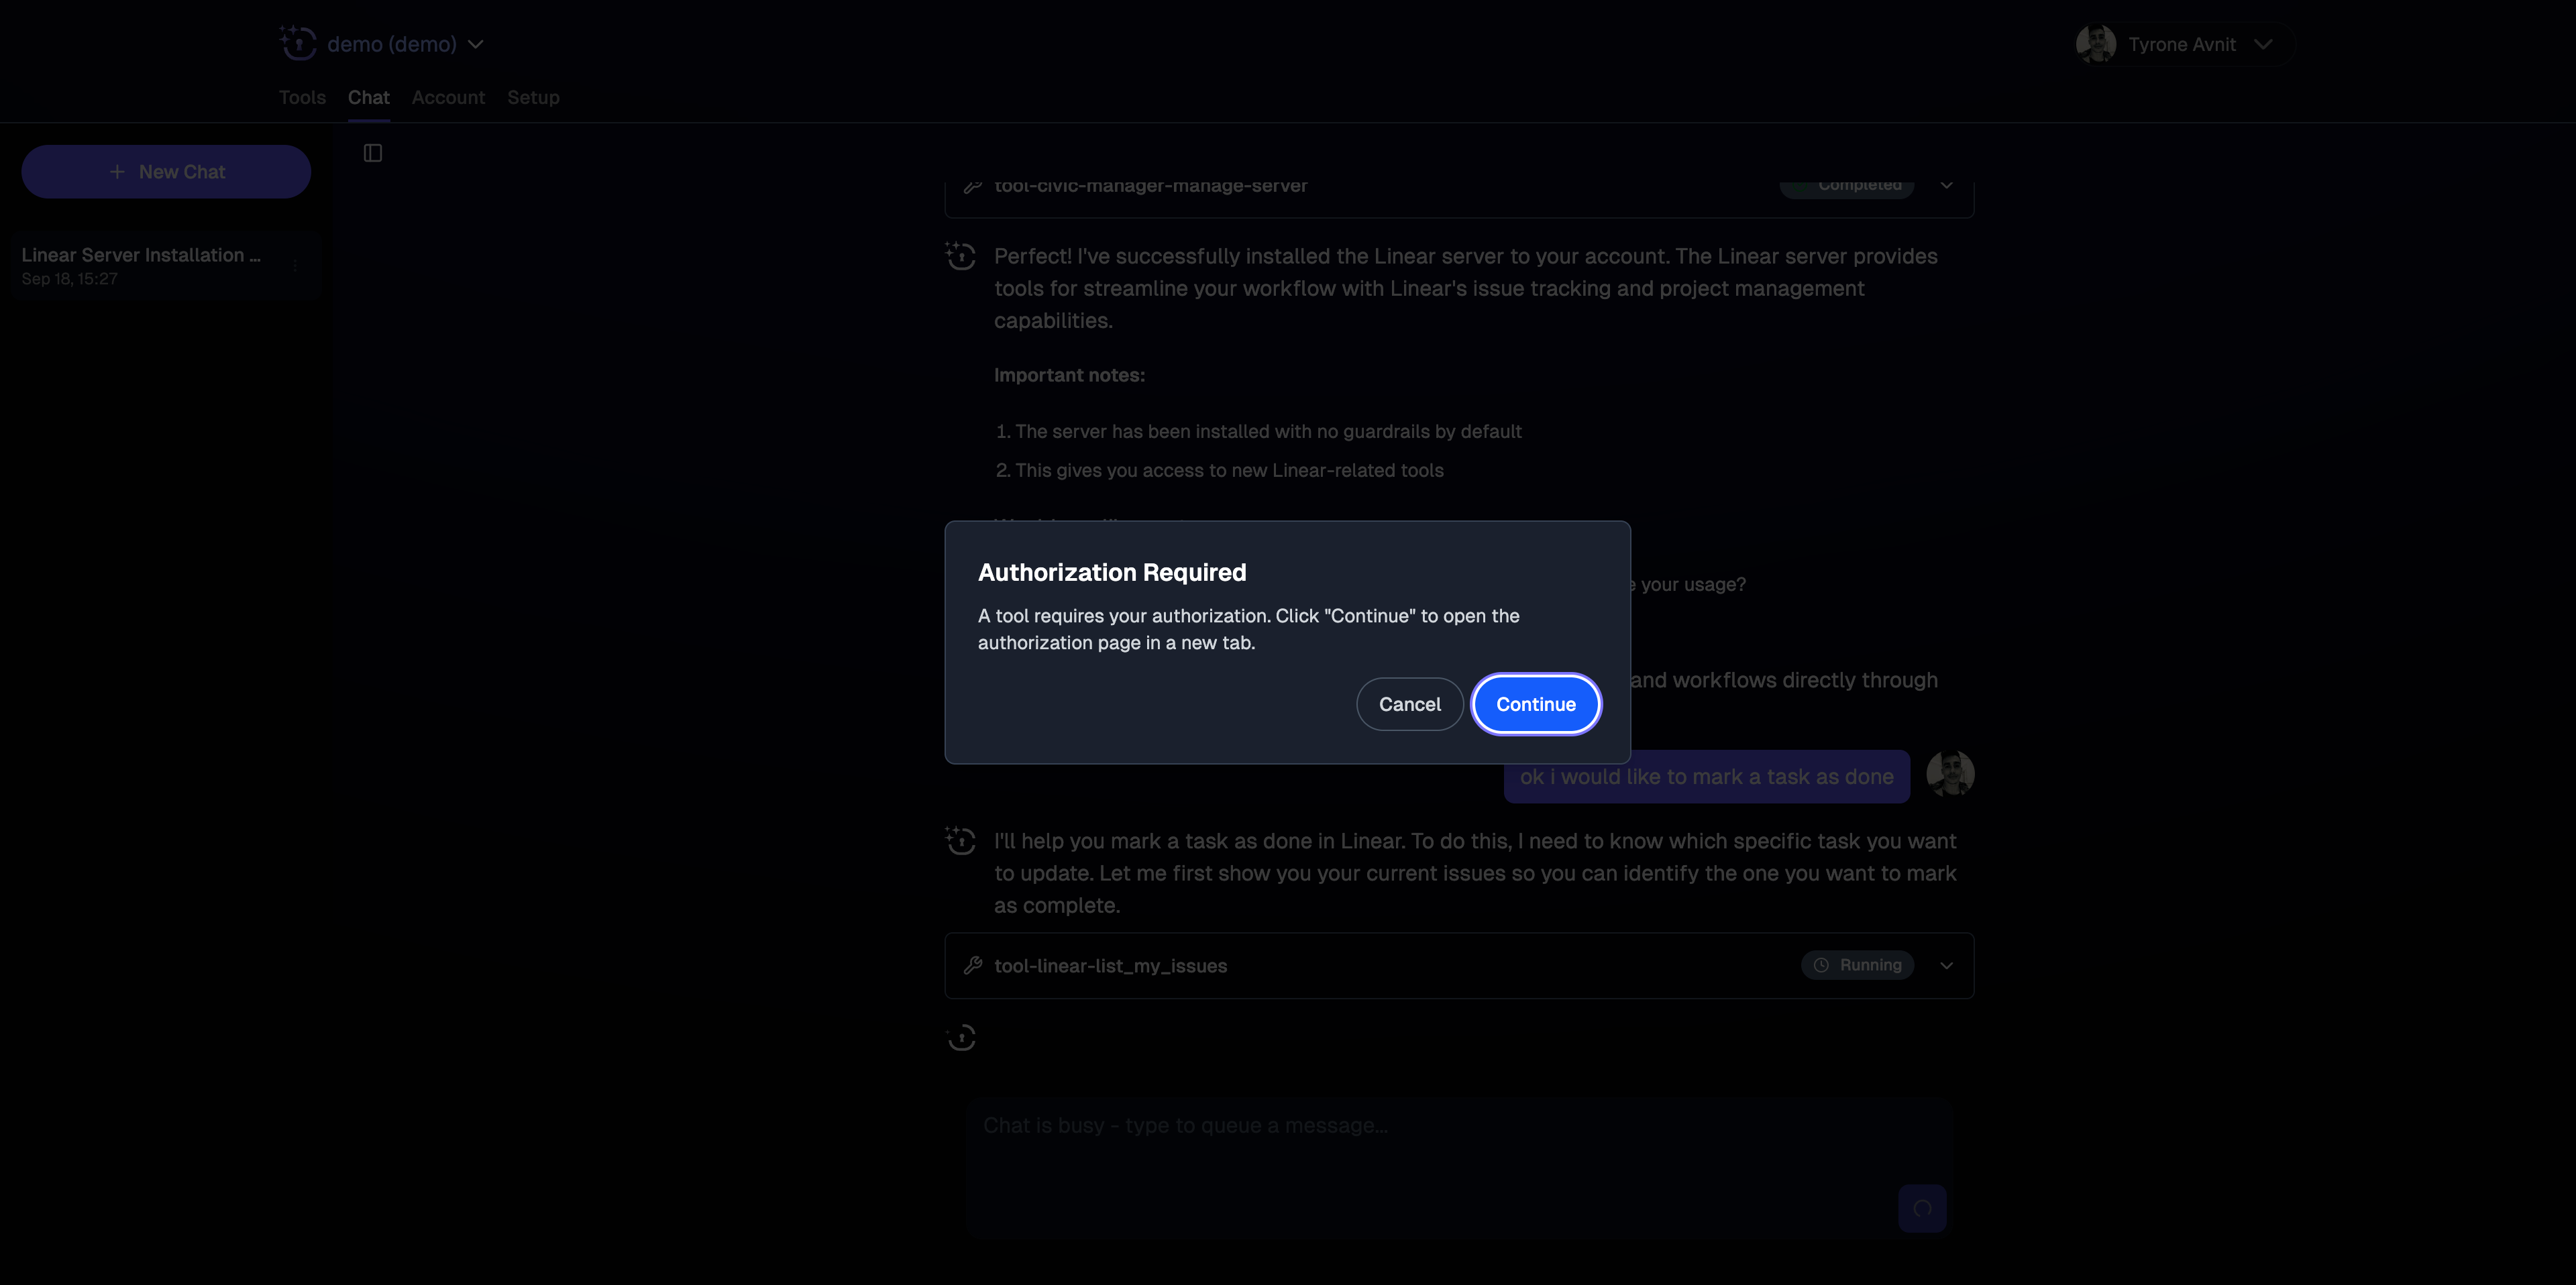 demo (demo)
Tyrone Avnit
Tools Chat Account Setup
+ New Chat
Linear Server Installation ...
Sep 18, 15:27
tool-civic-manager-manage-server Completed
Perfect! I've successfully installed the Linear server to your account. The Linear server provides
tools for streamline your workflow with Linear's issue tracking and project management
capabilities.
Important notes:
1. The server has been installed with no guardrails by default
2. This gives you access to new Linear-related tools
Authorization Required
A tool requires your authorization. Click "Continue" to open the
authorization page in a new tab.
Cancel Continue
your usage?
and workflows directly through
ok i would like to mark a task as done
I'll help you mark a task as done in Linear. To do this, I need to know which specific task you want
to update. Let me first show you your current issues so you can identify the one you want to mark
as complete.
tool-linear-list_my_issues Running
Chat is busy - type to queue a message...